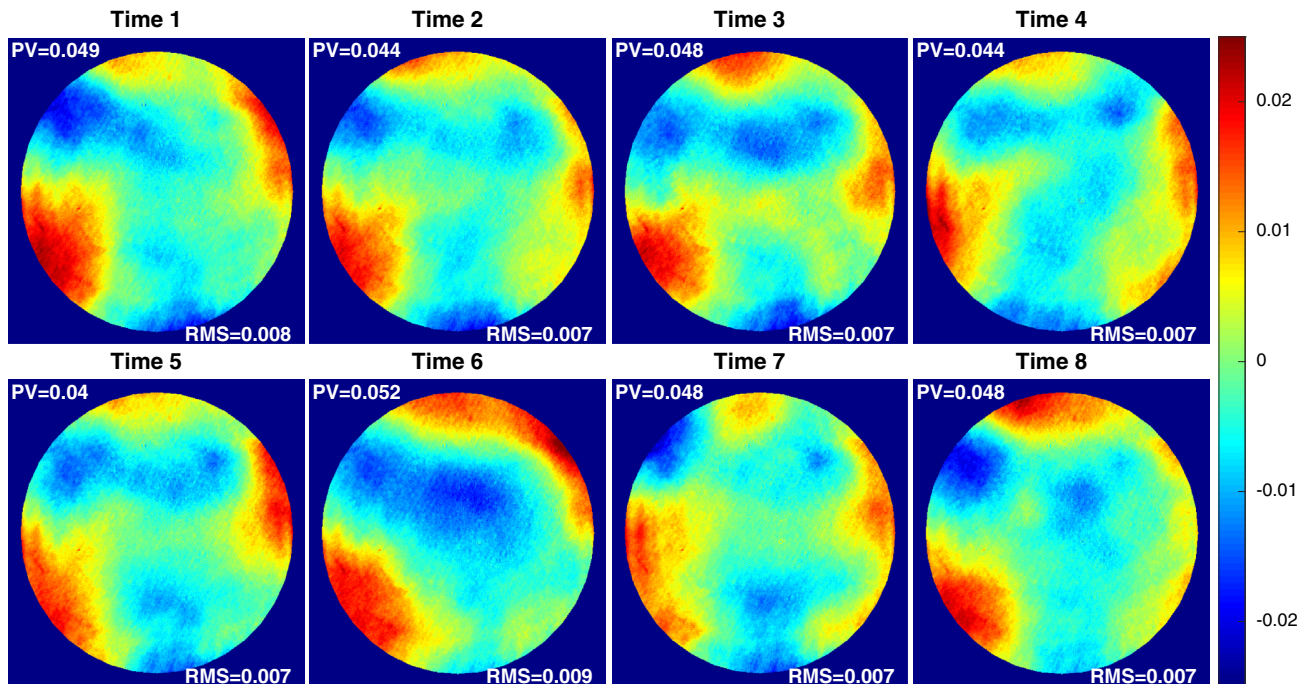 Time 1
Time 2
Time 3
Time 4
PV=0.049
PV=0.044
PV=0.048
PV=0.044
RMS=0.008
RMS=0.007
RMS=0.007
RMS=0.007
Time 5
Time 6
Time 7
Time 8
PV=0.04
PV=0.052
PV=0.048
PV=0.048
RMS=0.007
RMS=0.009
RMS=0.007
RMS=0.007
0.02
0.01
0
-0.01
-0.02